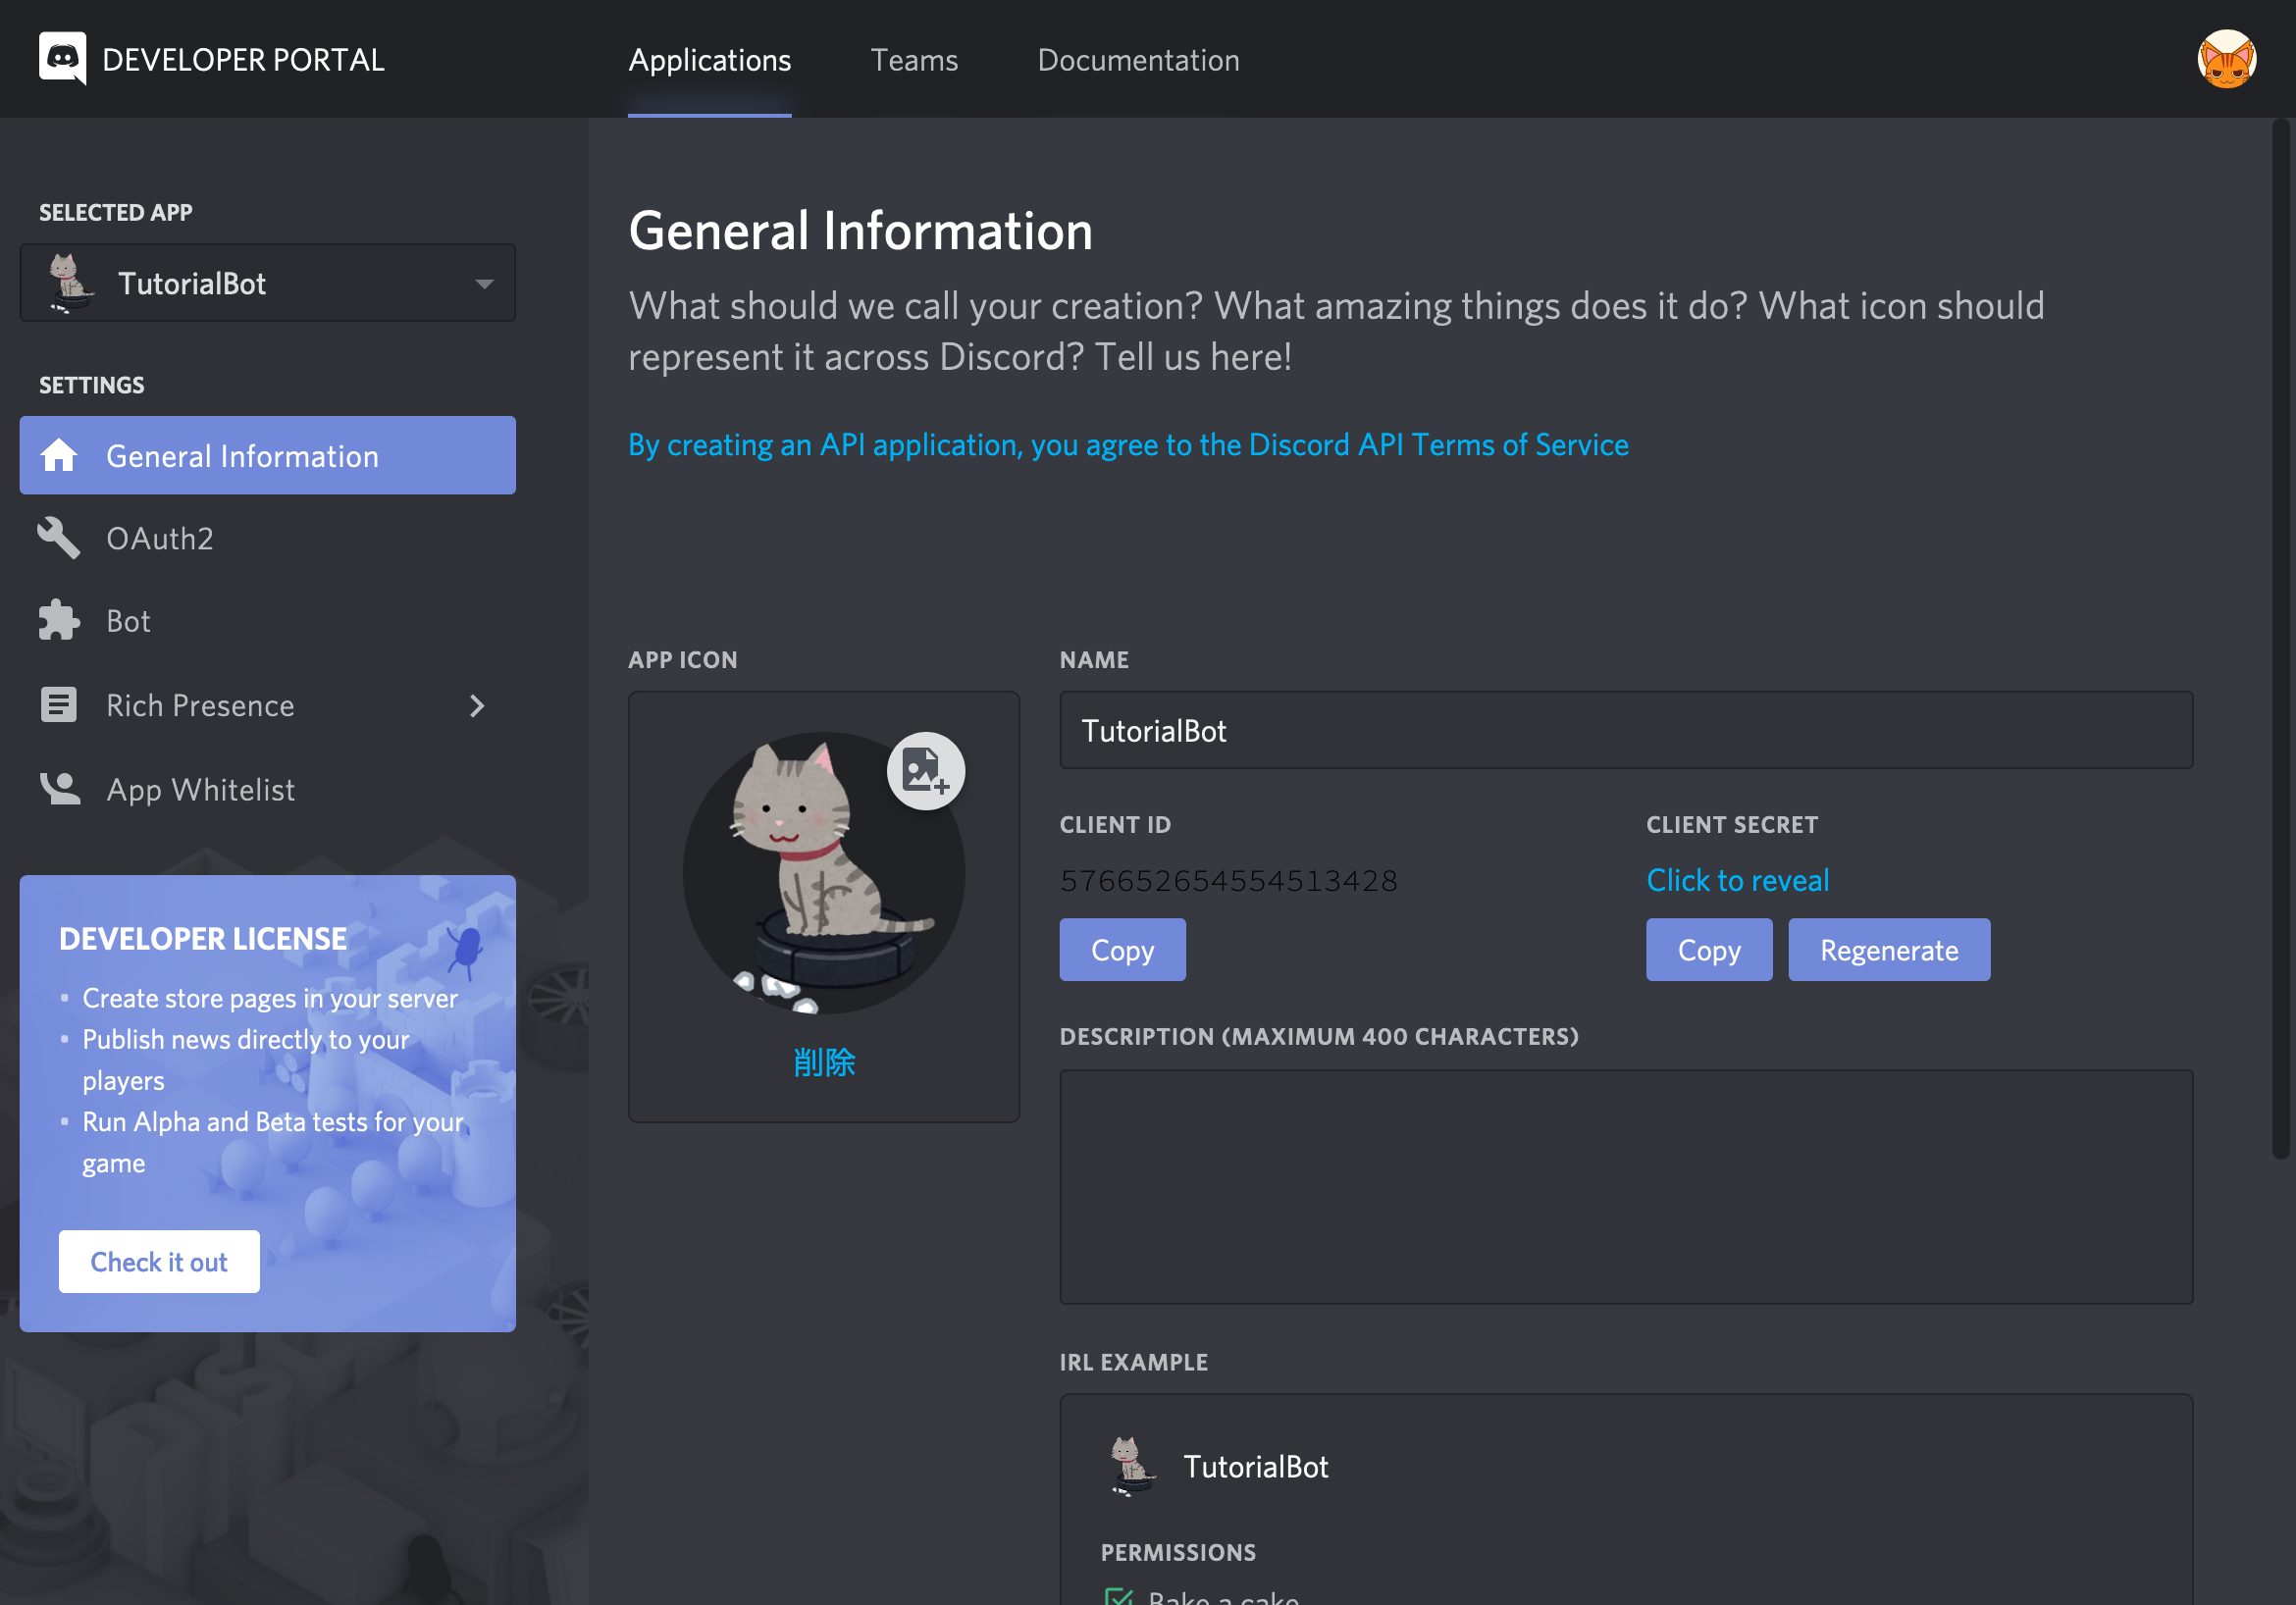 DEVELOPER PORTAL
Applications
Teams
Documentation
SELECTED APP
TutorialBot
SETTINGS
General Information
OAuth2
Bot
Rich Presence
App Whitelist
DEVELOPER LICENSE
• Create store pages in your server
• Publish news directly to your
players
• Run Alpha and Beta tests for your
game
Check it out
General Information
What should we call your creation? What amazing things does it do? What icon should
represent it across Discord? Tell us here!
By creating an API application, you agree to the Discord API Terms of Service
APP ICON
削除
NAME
TutorialBot
CLIENT ID
576652654554513428
Copy
CLIENT SECRET
Click to reveal
Copy
Regenerate
DESCRIPTION (MAXIMUM 400 CHARACTERS)
IRL EXAMPLE
TutorialBot
PERMISSIONS
Bake a cake